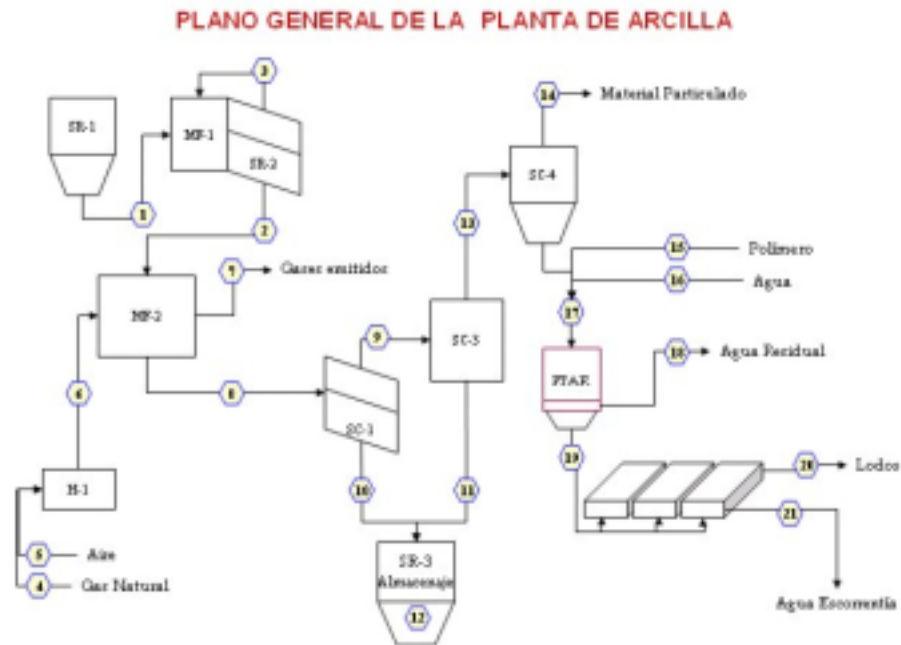 PLANO GENERAL DE LA PLANTA DE ARCILLA
3
14
Material Particulado
SR-1
MF-1
SR-2
SC-4
1
2
13
15
Polímero
7
Gases emitidos
16
Agua
MF-2
9
SC-3
17
18
Agua Residual
PTAR
6
8
SC-1
19
20
Lodos
H-1
10
11
21
5
Aire
SR-3
Almacenaje
4
Gas Natural
12
Agua Escorrentía